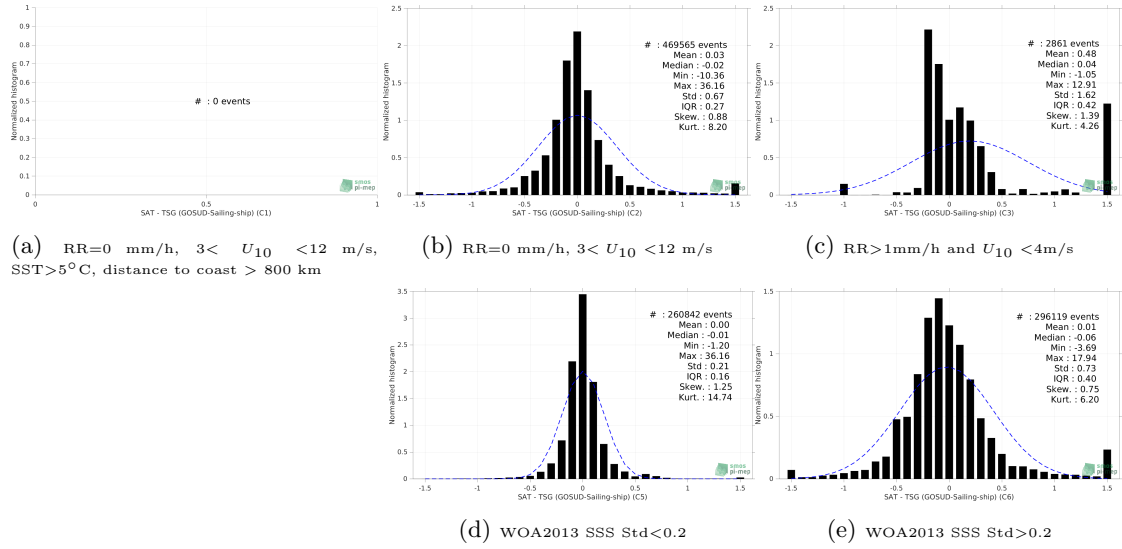 1
0.9
0.8
0.7
0.6
0.5
0.4
0.3
0.2
0.1
0
Normalized histogram
# : 0 events
smos
pi-mep
0 0.5 1
SAT - TSG (GOSUD-Sailing-ship) (C1)
(a) RR=0 mm/h, 3< U10 <12 m/s,
SST>5°C, distance to coast > 800 km
2.5
2
1.5
1
0.5
0
Normalized histogram
# : 469565 events
Mean : 0.03
Median : -0.02
Min : -10.36
Max : 36.16
Std : 0.67
IQR : 0.27
Skew. : 0.88
Kurt. : 8.20
smos
pi-mep
-1.5 -1 -0.5 0 0.5 1 1.5
SAT - TSG (GOSUD-Sailing-ship) (C2)
(b) RR=0 mm/h, 3< U10 <12 m/s
2.5
2
1.5
1
0.5
0
Normalized histogram
# : 2861 events
Mean : 0.48
Median : 0.04
Min : -1.05
Max : 12.91
Std : 1.62
IQR : 0.42
Skew. : 1.39
Kurt. : 4.26
smos
pi-mep
-1.5 -1 -0.5 0 0.5 1 1.5
SAT - TSG (GOSUD-Sailing-ship) (C3)
(c) RR>1mm/h and U10 <4m/s
3.5
3
2.5
2
1.5
1
0.5
0
Normalized histogram
# : 260842 events
Mean : 0.00
Median : -0.01
Min : -1.20
Max : 36.16
Std : 0.21
IQR : 0.16
Skew. : 1.25
Kurt. : 14.74
smos
pi-mep
-1.5 -1 -0.5 0 0.5 1 1.5
SAT - TSG (GOSUD-Sailing-ship) (C5)
(d) WOA2013 SSS Std<0.2
1.5
1
0.5
0
Normalized histogram
# : 296119 events
Mean : 0.01
Median : -0.06
Min : -3.69
Max : 17.94
Std : 0.73
IQR : 0.40
Skew. : 0.75
Kurt. : 6.20
smos
pi-mep
-1.5 -1 -0.5 0 0.5 1 1.5
SAT - TSG (GOSUD-Sailing-ship) (C6)
(e) WOA2013 SSS Std>0.2